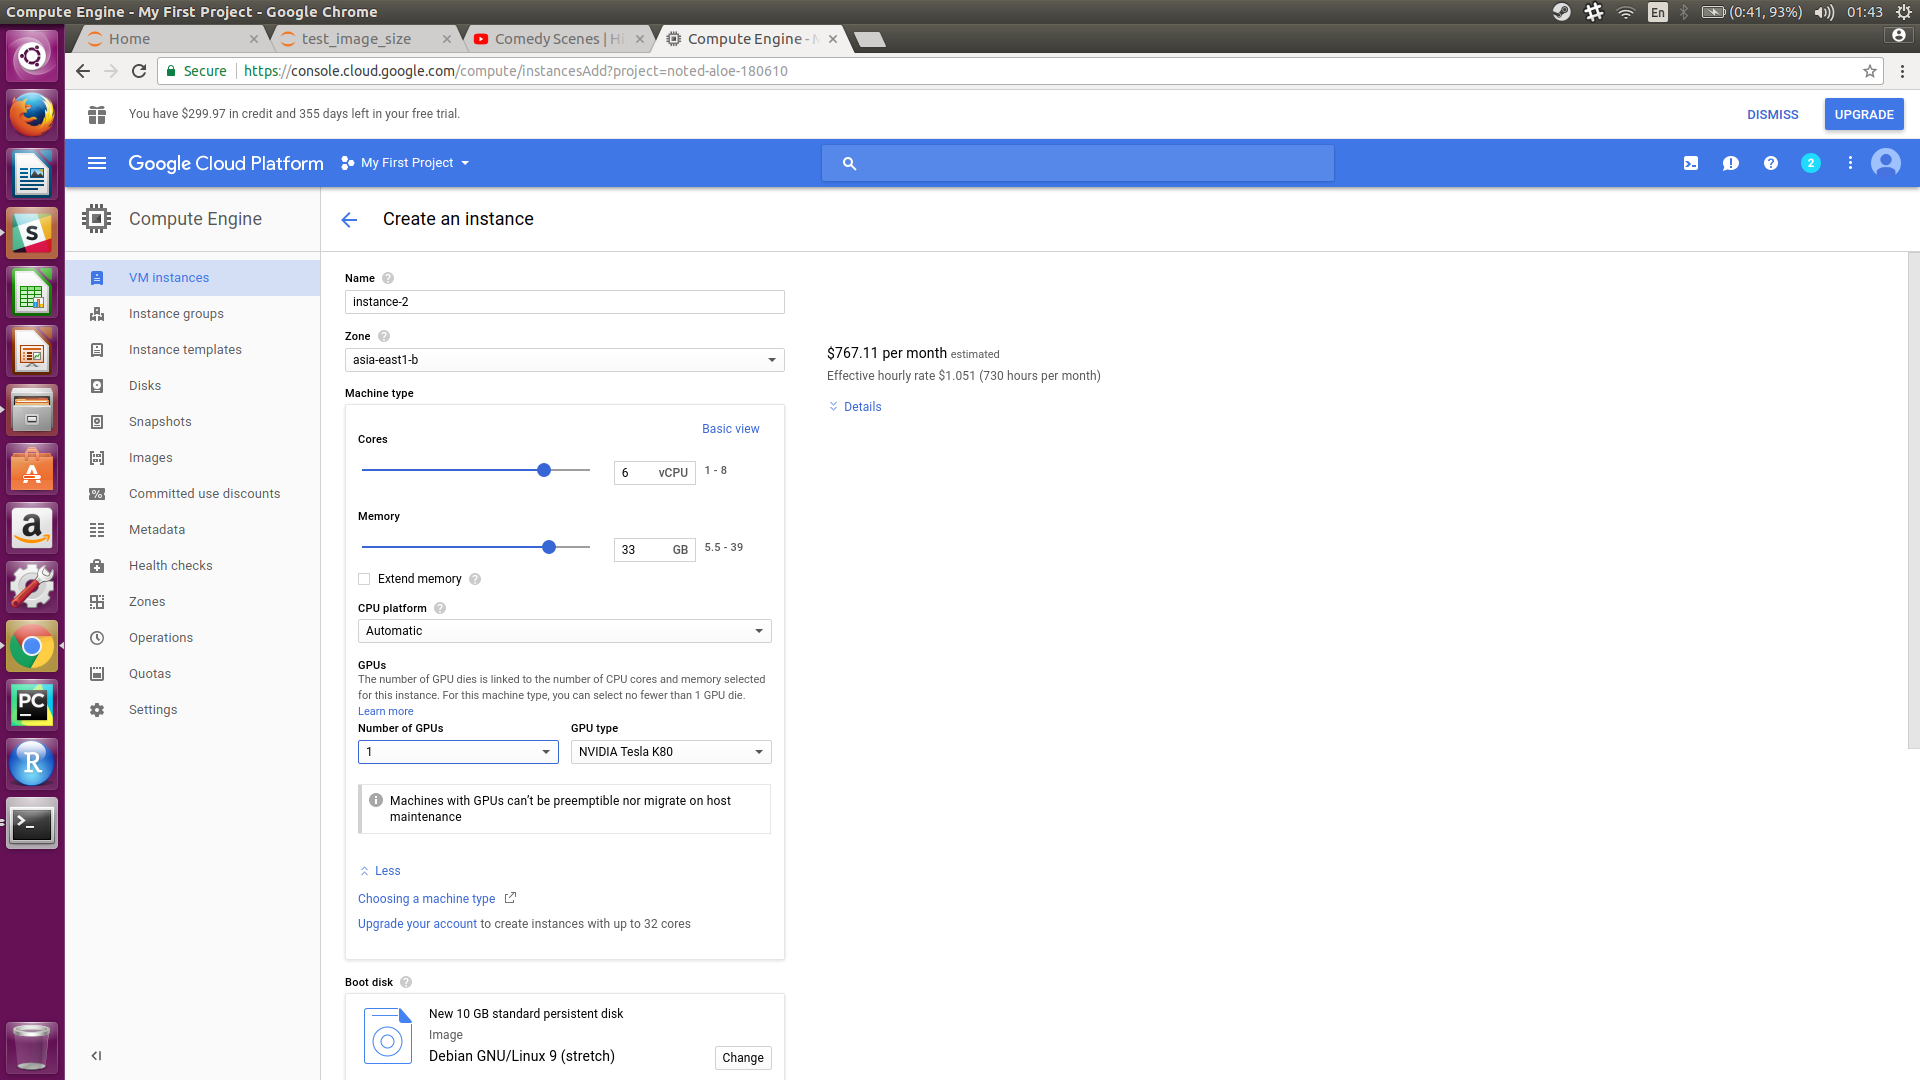 Compute Engine - My First Project - Google Chrome
En
(0:41, 93%)
01:43
Home
test_image_size
Comedy Scenes | Hi
Compute Engine - M
Secure
https://console.cloud.google.com/compute/instancesAdd?project=noted-aloe-180610
You have $299.97 in credit and 355 days left in your free trial.
DISMISS
UPGRADE
Google Cloud Platform
My First Project
2
Compute Engine
Create an instance
VM instances
Instance groups
Instance templates
Disks
Snapshots
Images
Committed use discounts
Metadata
Health checks
Zones
Operations
Quotas
Settings
Name
instance-2
Zone
asia-east1-b
Machine type
Basic view
Cores
6 vCPU
1 - 8
Memory
33 GB
5.5 - 39
Extend memory
CPU platform
Automatic
GPUs
The number of GPU dies is linked to the number of CPU cores and memory selected
for this instance. For this machine type, you can select no fewer than 1 GPU die.
Learn more
Number of GPUs
GPU type
1
NVIDIA Tesla K80
Machines with GPUs can't be preemptible nor migrate on host
maintenance
Less
Choosing a machine type
Upgrade your account to create instances with up to 32 cores
Boot disk
New 10 GB standard persistent disk
Image
Debian GNU/Linux 9 (stretch)
Change
$767.11 per month estimated
Effective hourly rate $1.051 (730 hours per month)
Details
S
A
a
PC
R
>_